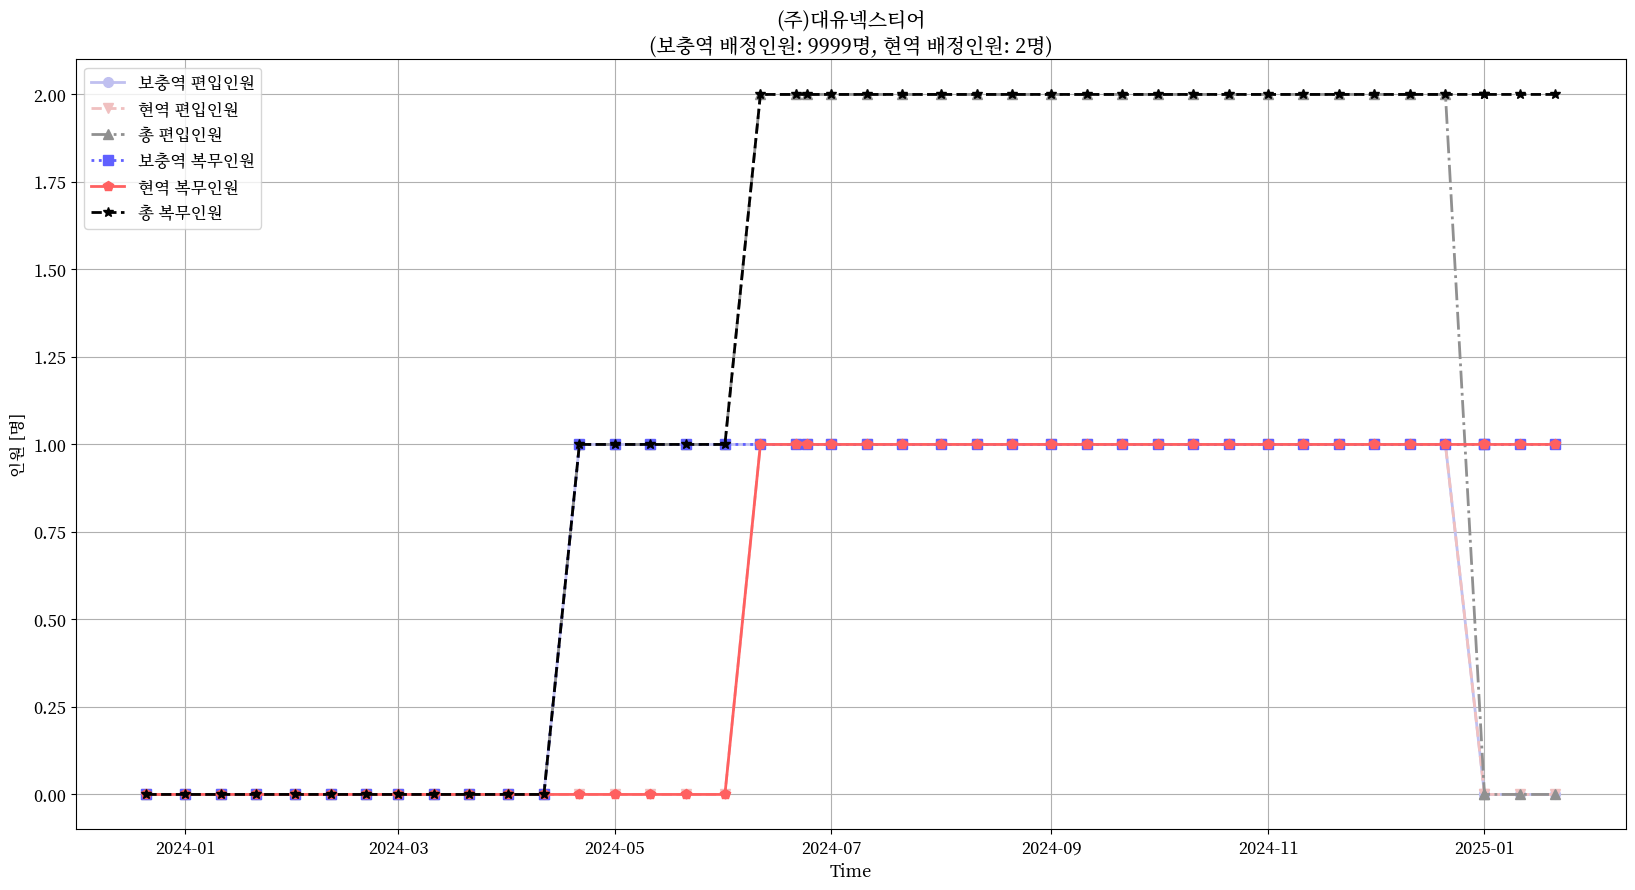 (주)대유넥스티어
(보충역 배정인원: 9999명, 현역 배정인원: 2명)
보충역 편입인원
현역 편입인원
총 편입인원
보충역 복무인원
현역 복무인원
총 복무인원
2.00
1.75
1.50
1.25
1.00
0.75
0.50
0.25
0.00
인원 [명]
2024-01
2024-03
2024-05
2024-07
2024-09
2024-11
2025-01
Time